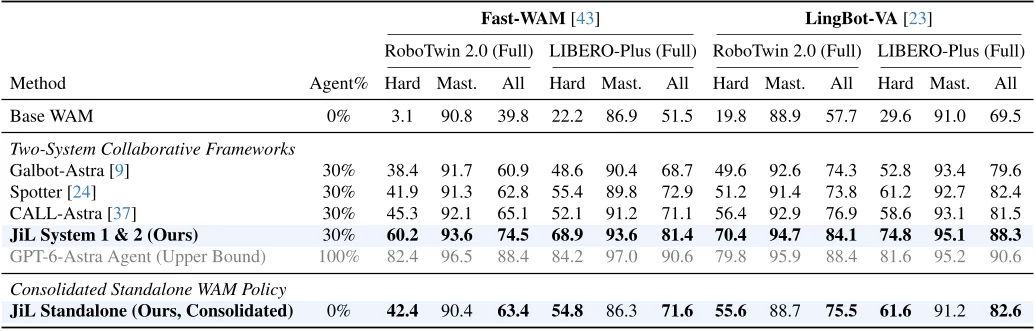 Fast-WAM [43] LingBot-VA [23]
RoboTwin 2.0 (Full) LIBERO-Plus (Full) RoboTwin 2.0 (Full) LIBERO-Plus (Full)
Method Agent% Hard Mast. All Hard Mast. All Hard Mast. All Hard Mast. All
Base WAM 0% 3.1 90.8 39.8 22.2 86.9 51.5 19.8 88.9 57.7 29.6 91.0 69.5
Two-System Collaborative Frameworks
Galbot-Astra [9] 30% 38.4 91.7 60.9 48.6 90.4 68.7 49.6 92.6 74.3 52.8 93.4 79.6
Spotter [24] 30% 41.9 91.3 62.8 55.4 89.8 72.9 51.2 91.4 73.8 61.2 92.7 82.4
CALL-Astra [37] 30% 45.3 92.1 65.1 52.1 91.2 71.1 56.4 92.9 76.9 58.6 93.1 81.5
JiL System 1 & 2 (Ours) 30% 60.2 93.6 74.5 68.9 93.6 81.4 70.4 94.7 84.1 74.8 95.1 88.3
GPT-6-Astra Agent (Upper Bound) 100% 82.4 96.5 88.4 84.2 97.0 90.6 79.8 95.9 88.4 81.6 95.2 90.6
Consolidated Standalone WAM Policy
JiL Standalone (Ours, Consolidated) 0% 42.4 90.4 63.4 54.8 86.3 71.6 55.6 88.7 75.5 61.6 91.2 82.6